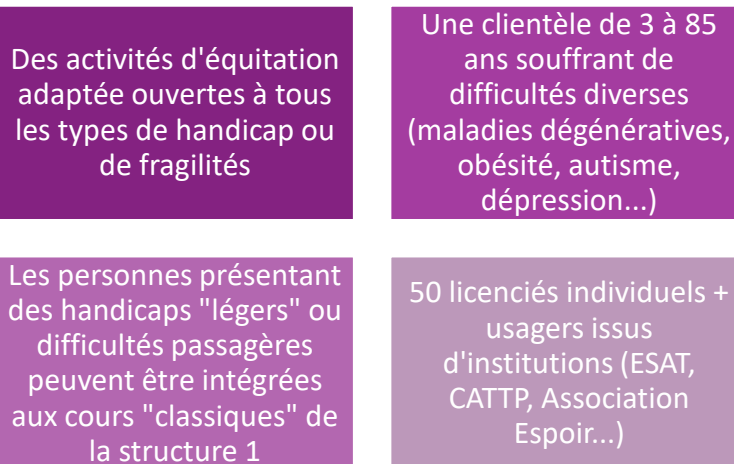 Des activités d'équitation
adaptée ouvertes à tous
les types de handicap ou
de fragilités
Une clientèle de 3 à 85
ans souffrant de
difficultés diverses
(maladies dégénératives,
obésité, autisme,
dépression...)
Les personnes présentant
des handicaps "légers" ou
difficultés passagères
peuvent être intégrées
aux cours "classiques" de
la structure 1
50 licenciés individuels +
usagers issus
d'institutions (ESAT,
CATTP, Association
Espoir...)